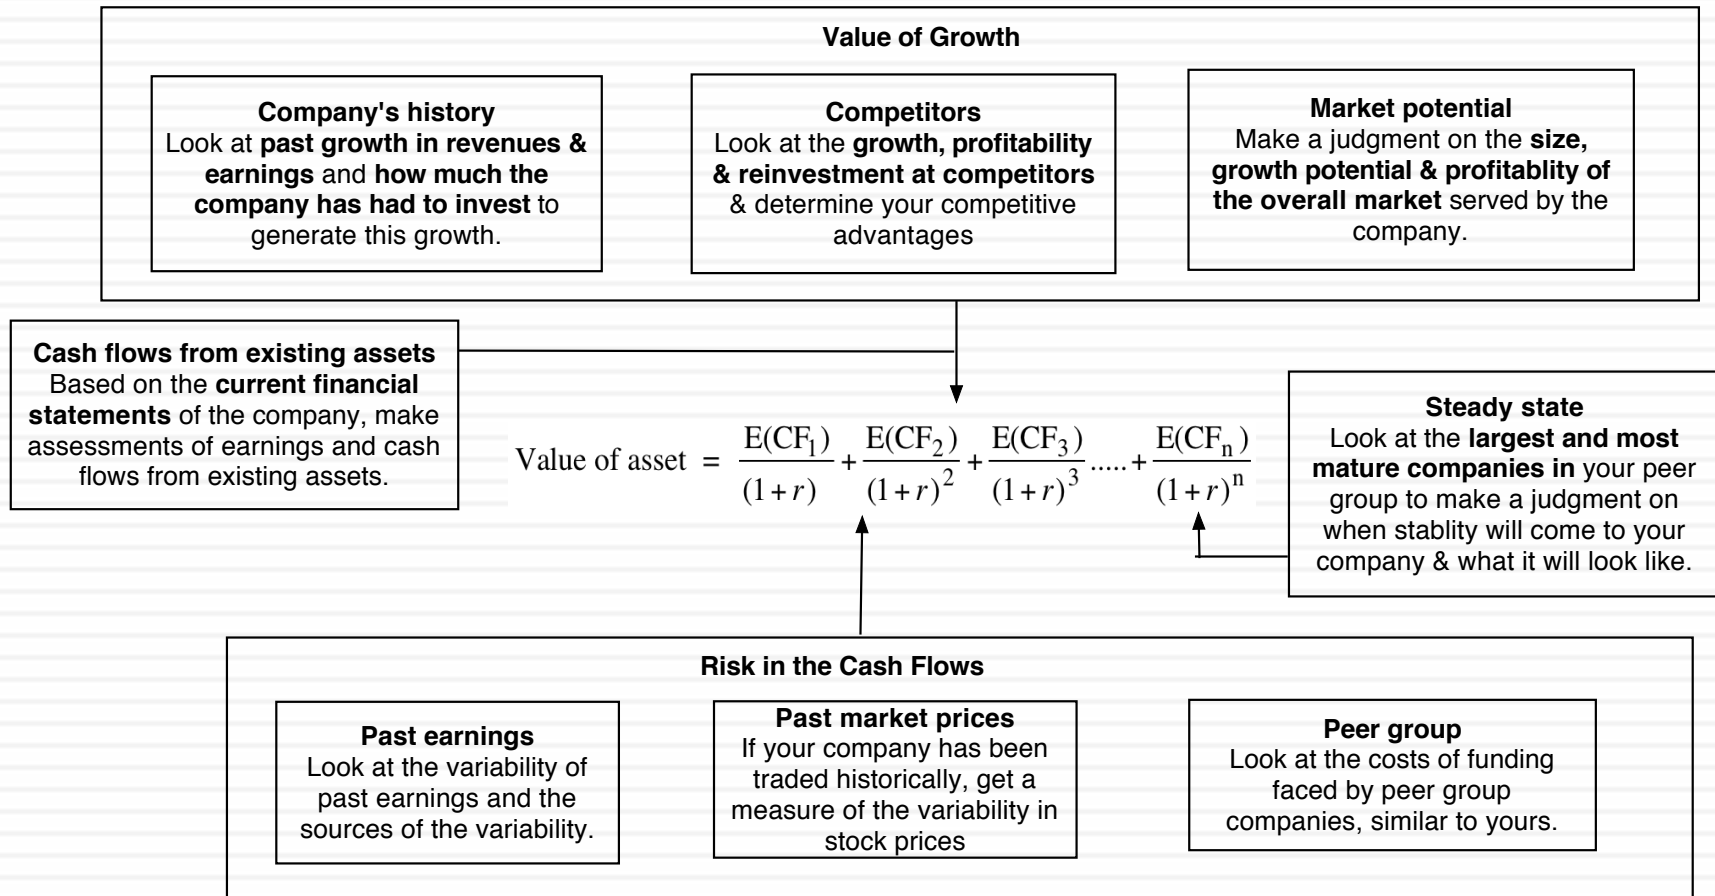 Value of Growth
Company's history
Look at past growth in revenues &
earnings and how much the
company has had to invest to
generate this growth.
Competitors
Look at the growth, profitability
& reinvestment at competitors
& determine your competitive
advantages
Market potential
Make a judgment on the size,
growth potential & profitablity of
the overall market served by the
company.
Cash flows from existing assets
Based on the current financial
statements of the company, make
assessments of earnings and cash
flows from existing assets.
Value of asset = E(CF₁)/(1+r) + E(CF₂)/(1+r)² + E(CF₃)/(1+r)³ ..... + E(CFₙ)/(1+r)ⁿ
Steady state
Look at the largest and most
mature companies in your peer
group to make a judgment on
when stablity will come to your
company & what it will look like.
Risk in the Cash Flows
Past earnings
Look at the variability of
past earnings and the
sources of the variability.
Past market prices
If your company has been
traded historically, get a
measure of the variability in
stock prices
Peer group
Look at the costs of funding
faced by peer group
companies, similar to yours.